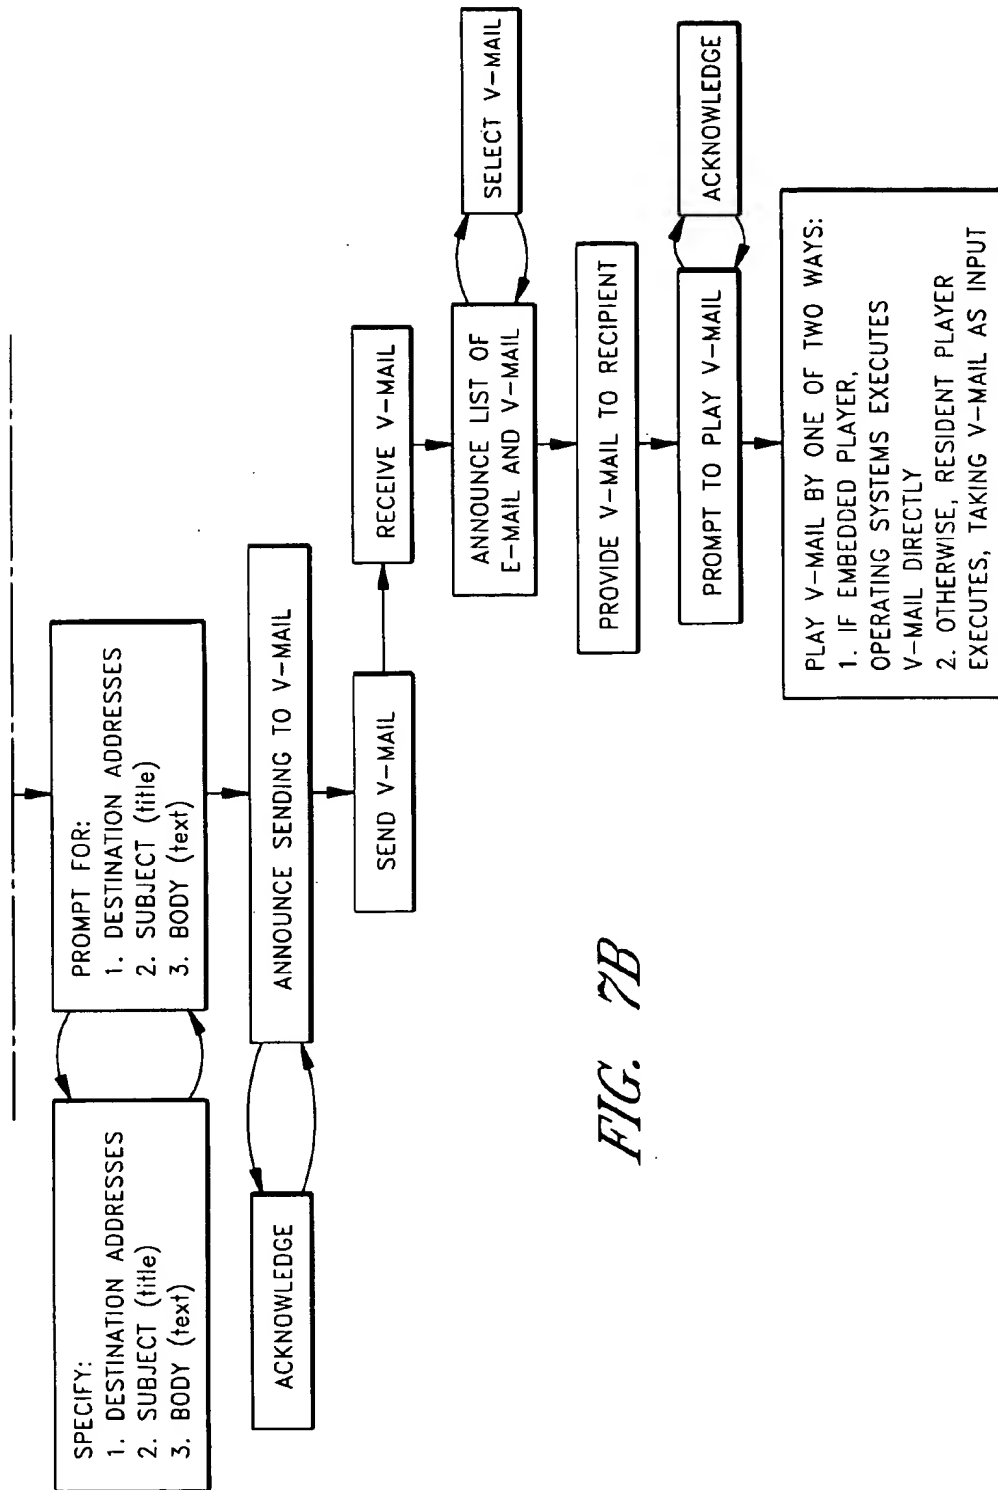 SPECIFY:
1. DESTINATION ADDRESSES
2. SUBJECT (title)
3. BODY (text)
PROMPT FOR:
1. DESTINATION ADDRESSES
2. SUBJECT (title)
3. BODY (text)
ACKNOWLEDGE
ANNOUNCE SENDING TO V-MAIL
SEND V-MAIL
RECEIVE V-MAIL
ANNOUNCE LIST OF
E-MAIL AND V-MAIL
SELECT V-MAIL
PROVIDE V-MAIL TO RECIPIENT
PROMPT TO PLAY V-MAIL
ACKNOWLEDGE
PLAY V-MAIL BY ONE OF TWO WAYS:
1. IF EMBEDDED PLAYER,
OPERATING SYSTEMS EXECUTES
V-MAIL DIRECTLY
2. OTHERWISE, RESIDENT PLAYER
EXECUTES, TAKING V-MAIL AS INPUT
FIG. 7B